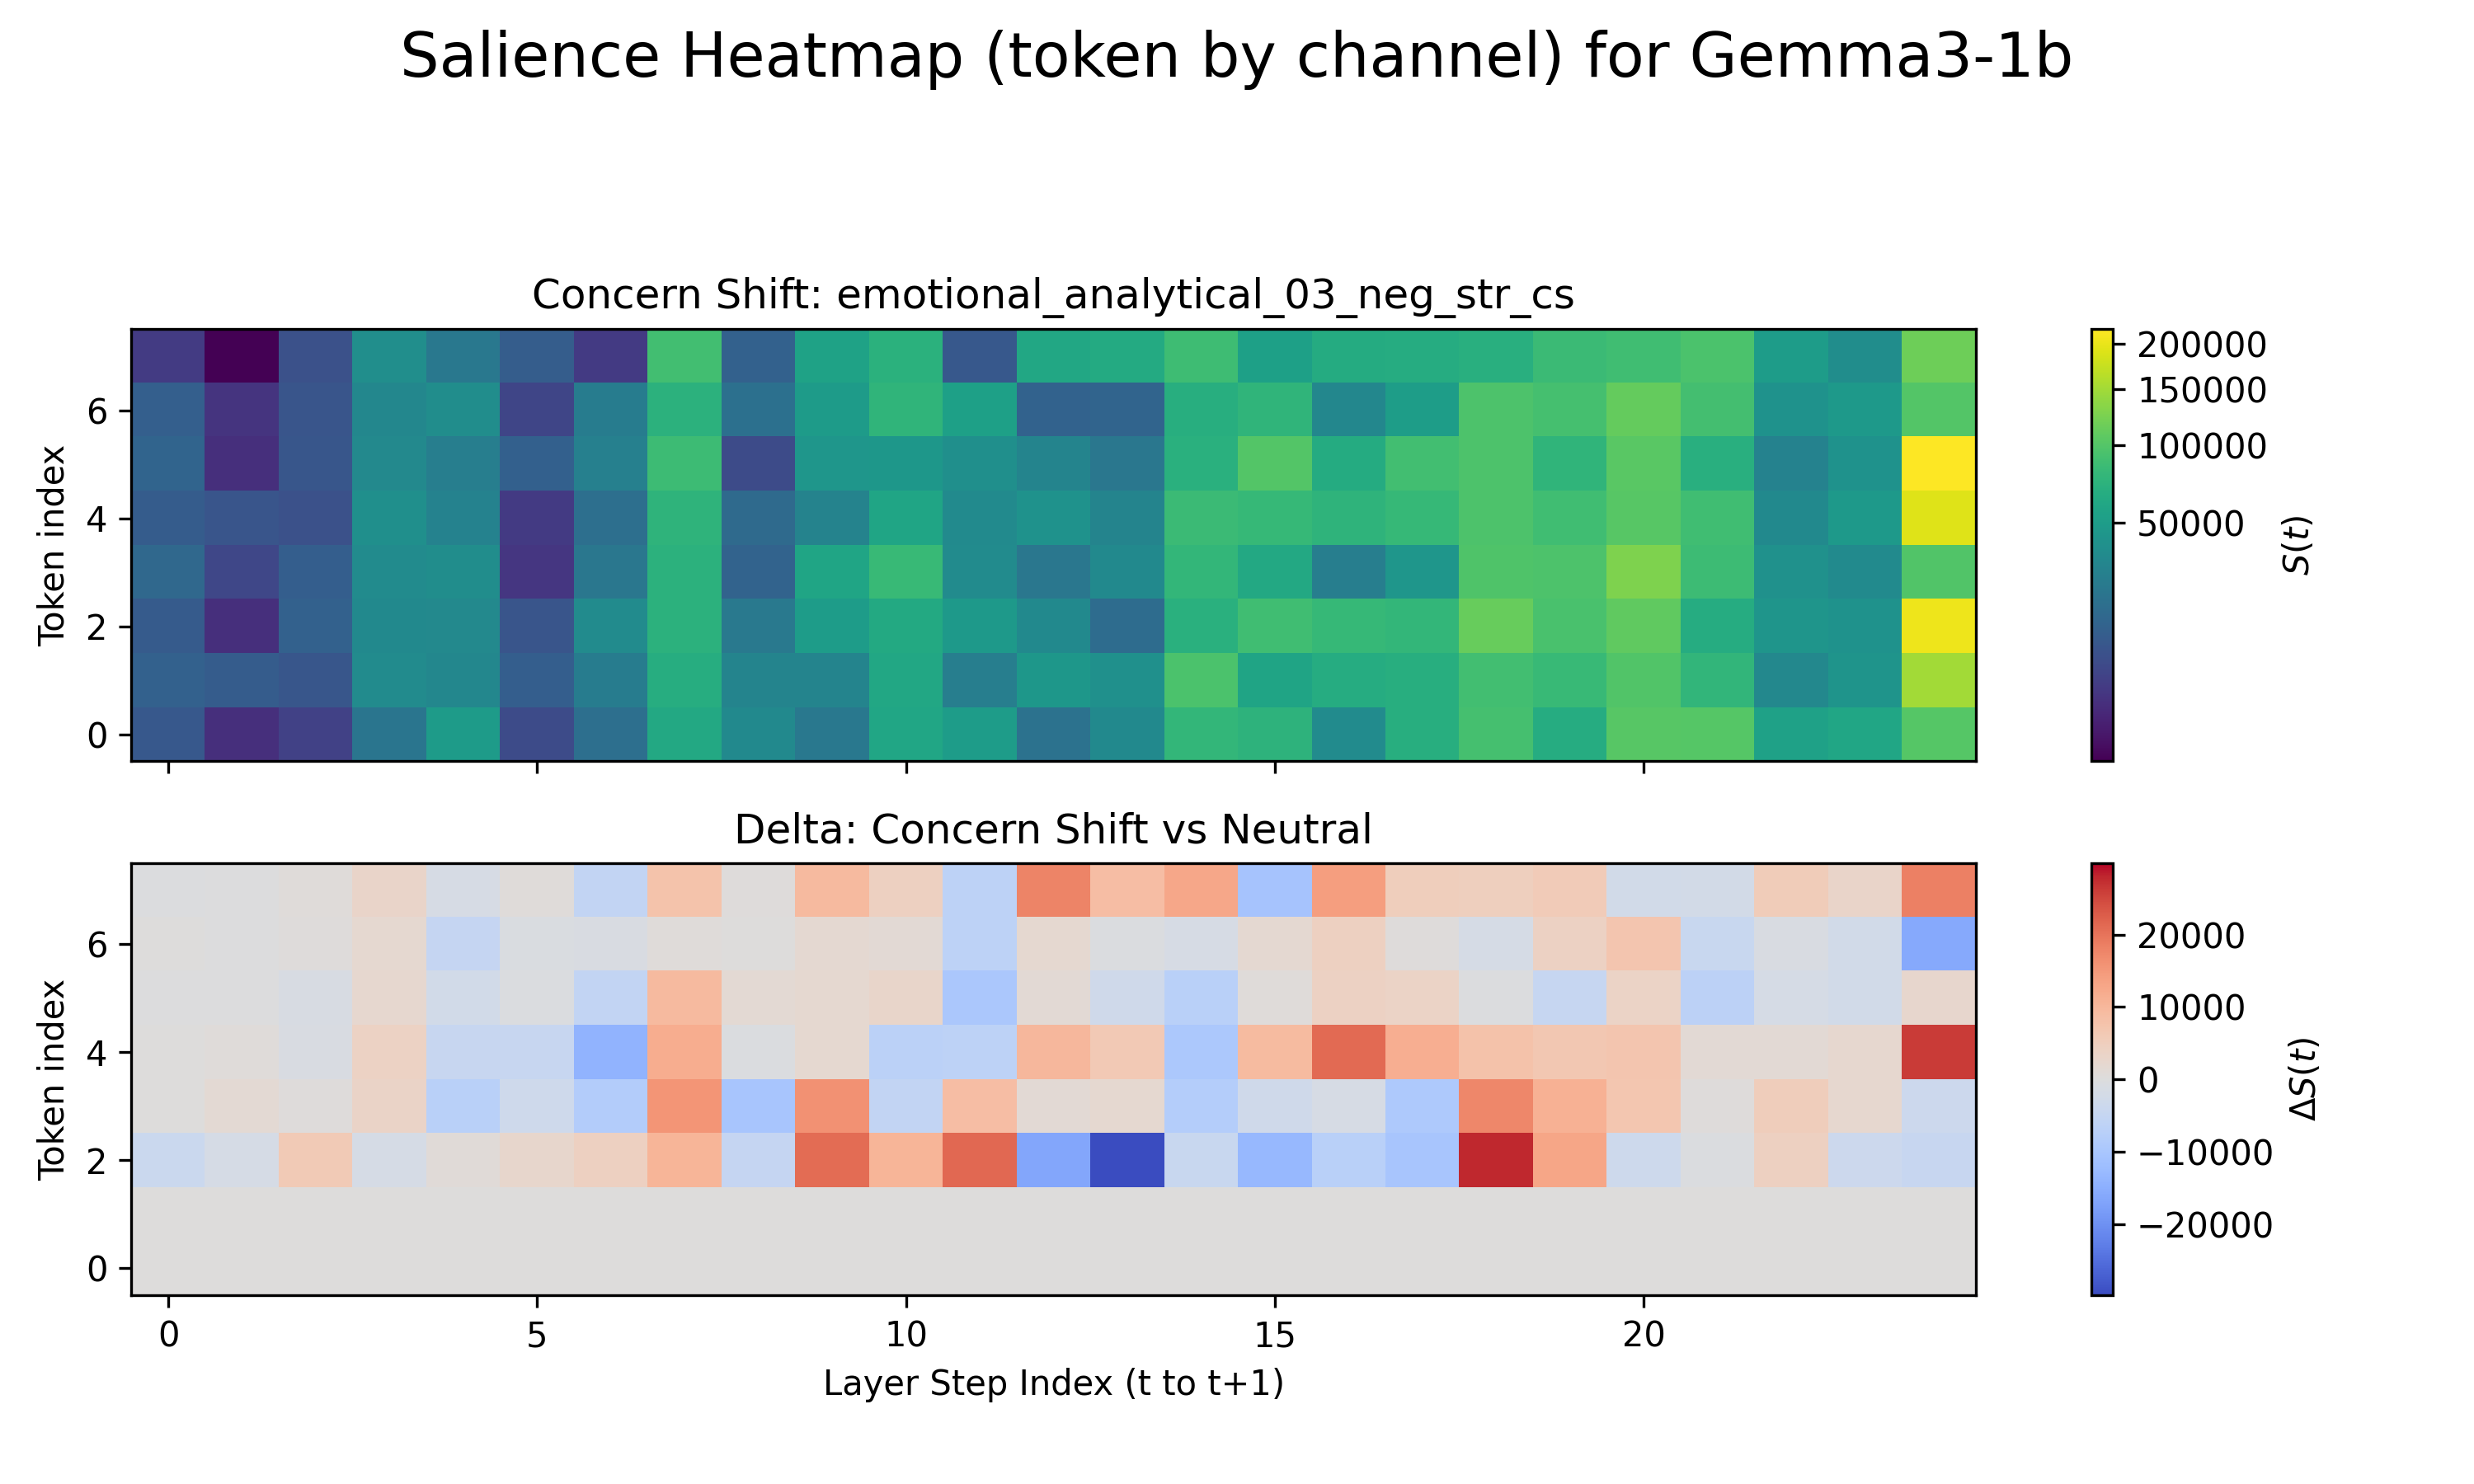 Salience Heatmap (token by channel) for Gemma3-1b
Concern Shift: emotional_analytical_03_neg_str_cs
Token index
6
4
2
0
200000
150000
100000
50000
S(t)
Delta: Concern Shift vs Neutral
Token index
6
4
2
0
0
5
10
15
20
Layer Step Index (t to t+1)
20000
10000
0
−10000
−20000
ΔS(t)